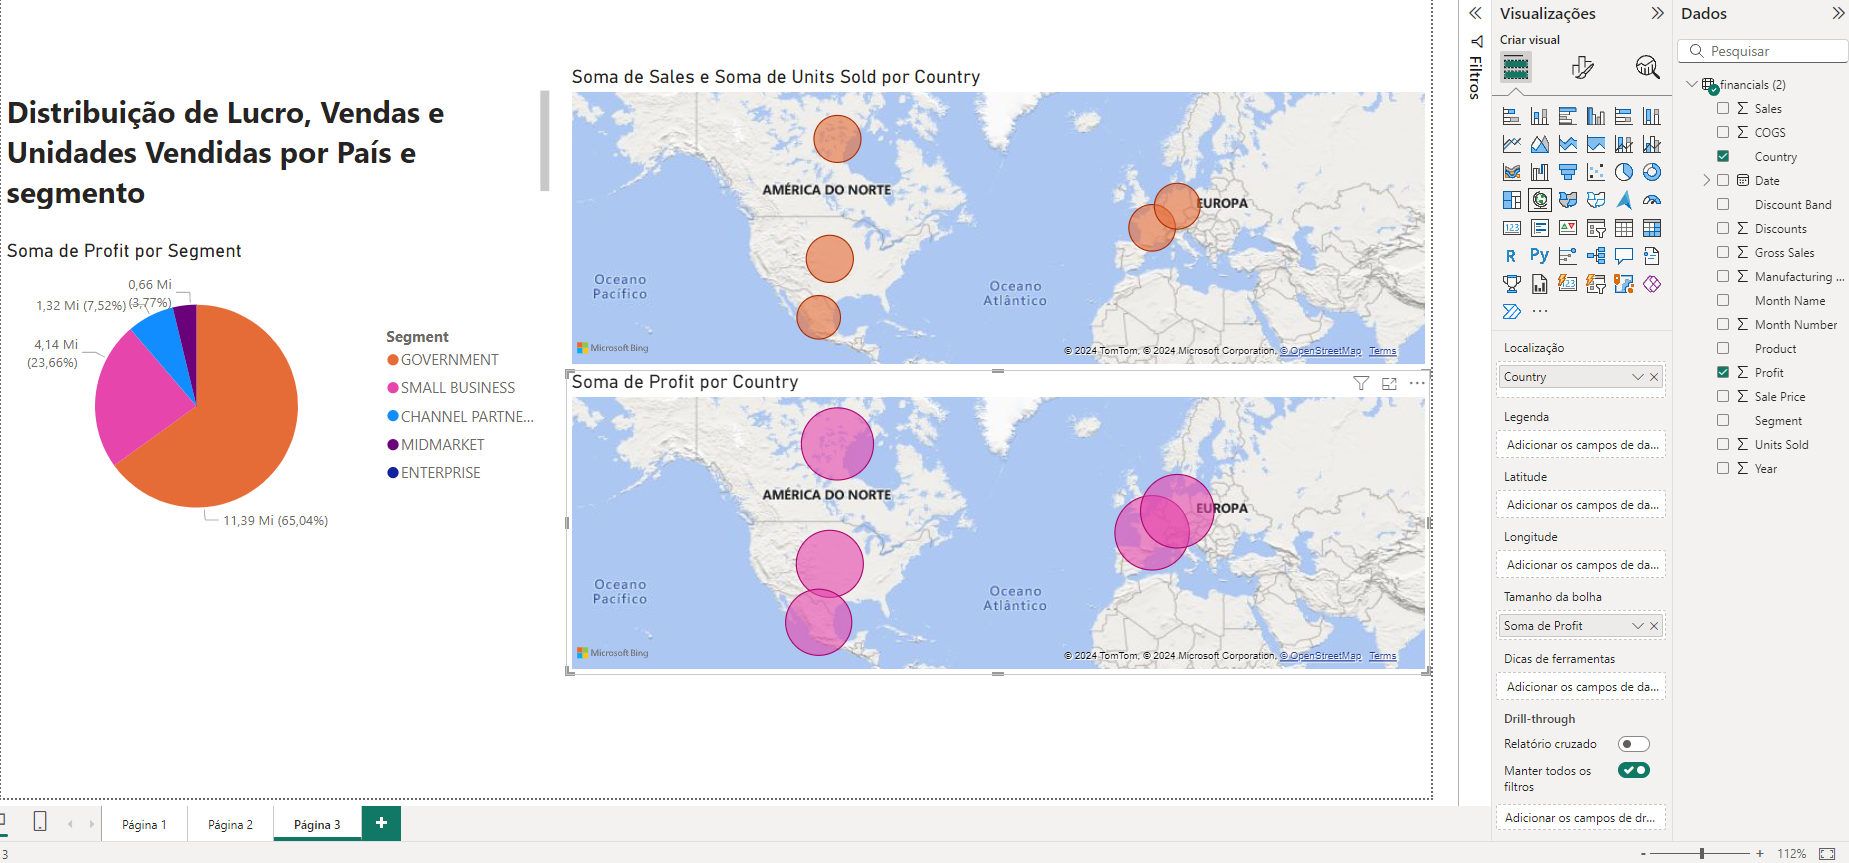 Distribuição de Lucro, Vendas e
Unidades Vendidas por País e
segmento
Soma de Profit por Segment
0,66 Mi
(3,77%)
1,32 Mi (7,52%)
4,14 Mi
(23,66%)
11,39 Mi (65,04%)
Segment
GOVERNMENT
SMALL BUSINESS
CHANNEL PARTNE...
MIDMARKET
ENTERPRISE
Soma de Sales e Soma de Units Sold por Country
AMÉRICA DO NORTE
EUROPA
Oceano
Pacífico
Oceano
Atlântico
Microsoft Bing
© 2024 TomTom, © 2024 Microsoft Corporation, © OpenStreetMap Terms
Soma de Profit por Country
AMÉRICA DO NORTE
EUROPA
Oceano
Pacífico
Oceano
Atlântico
Microsoft Bing
© 2024 TomTom, © 2024 Microsoft Corporation, © OpenStreetMap Terms
Filtros
Visualizações
Criar visual
123
R
Py
123
Localização
Country
Legenda
Adicionar os campos de da...
Latitude
Adicionar os campos de da...
Longitude
Adicionar os campos de da...
Tamanho da bolha
Soma de Profit
Dicas de ferramentas
Adicionar os campos de da...
Drill-through
Relatório cruzado
Manter todos os
filtros
Adicionar os campos de dr...
Dados
Pesquisar
financials (2)
Sales
COGS
Country
Date
Discount Band
Discounts
Gross Sales
Manufacturing ...
Month Name
Month Number
Product
Profit
Sale Price
Segment
Units Sold
Year
Página 1
Página 2
Página 3
+
3
- + 112%